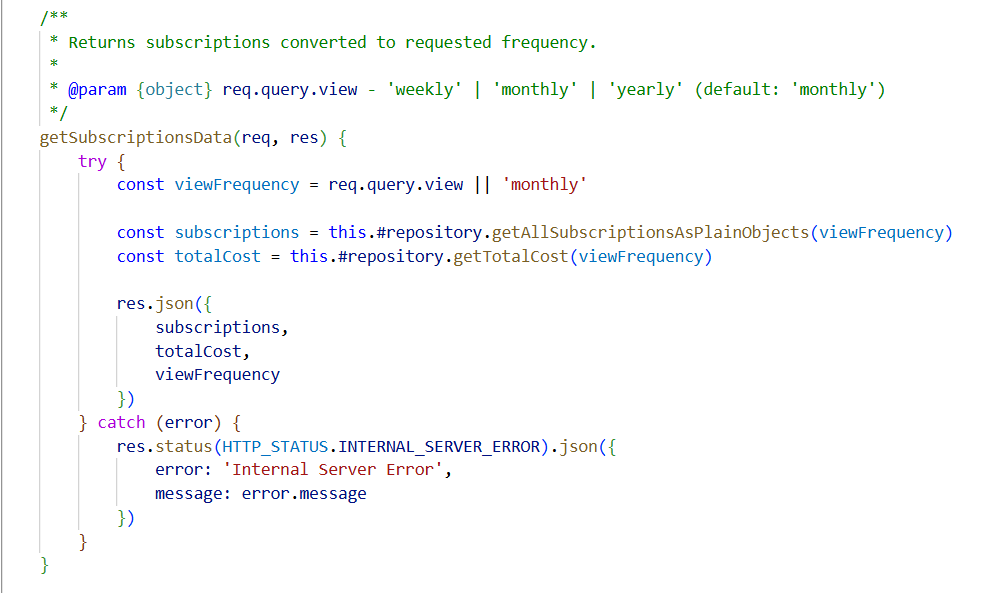 /**
 * Returns subscriptions converted to requested frequency.
 *
 * @param {object} req.query.view - 'weekly' | 'monthly' | 'yearly' (default: 'monthly')
 */
getSubscriptionsData(req, res) {
    try {
        const viewFrequency = req.query.view || 'monthly'

        const subscriptions = this.#repository.getAllSubscriptionsAsPlainObjects(viewFrequency)
        const totalCost = this.#repository.getTotalCost(viewFrequency)

        res.json({
            subscriptions,
            totalCost,
            viewFrequency
        })
    } catch (error) {
        res.status(HTTP_STATUS.INTERNAL_SERVER_ERROR).json({
            error: 'Internal Server Error',
            message: error.message
        })
    }
}